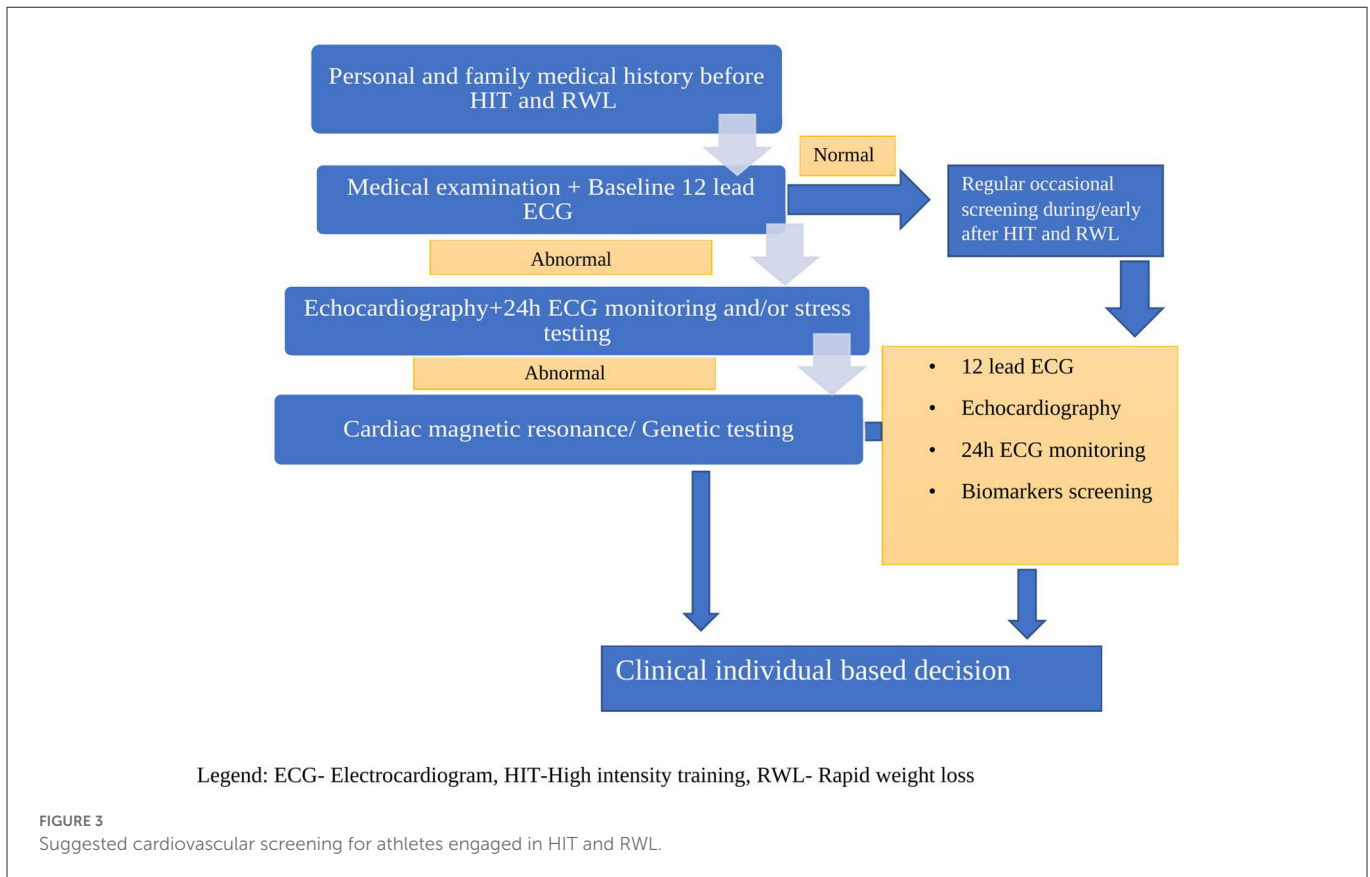 Personal and family medical history before
HIT and RWL
Normal
Medical examination + Baseline 12 lead
ECG
Regular occasional
screening during/early
after HIT and RWL
Abnormal
Echocardiography+24h ECG monitoring and/or stress
testing
Abnormal
Cardiac magnetic resonance/ Genetic testing
• 12 lead ECG
• Echocardiography
• 24h ECG monitoring
• Biomarkers screening
Clinical individual based decision
Legend: ECG- Electrocardiogram, HIT-High intensity training, RWL- Rapid weight loss
FIGURE 3
Suggested cardiovascular screening for athletes engaged in HIT and RWL.